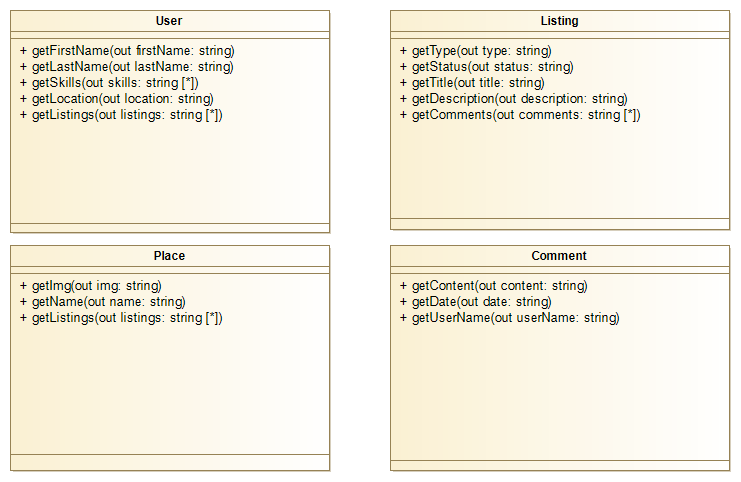 User
+ getFirstName(out firstName: string)
+ getLastName(out lastName: string)
+ getSkills(out skills: string [*])
+ getLocation(out location: string)
+ getListings(out listings: string [*])
Listing
+ getType(out type: string)
+ getStatus(out status: string)
+ getTitle(out title: string)
+ getDescription(out description: string)
+ getComments(out comments: string [*])
Place
+ getImg(out img: string)
+ getName(out name: string)
+ getListings(out listings: string [*])
Comment
+ getContent(out content: string)
+ getDate(out date: string)
+ getUserName(out userName: string)